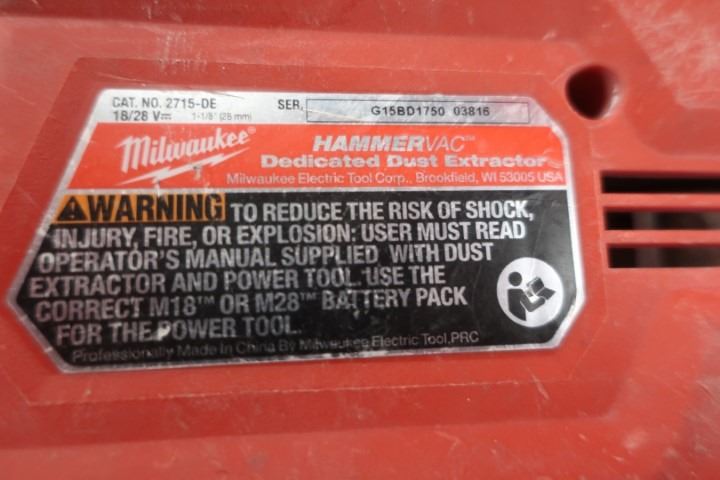 CAT. NO. 2715-DE SER. G15BD1750 03816
18/28 V⎓ 1-1/8" (28 mm)
Milwaukee
HAMMERVAC™
Dedicated Dust Extractor
Milwaukee Electric Tool Corp., Brookfield, WI 53005 USA
WARNING TO REDUCE THE RISK OF SHOCK,
INJURY, FIRE, OR EXPLOSION: USER MUST READ
OPERATOR'S MANUAL SUPPLIED WITH DUST
EXTRACTOR AND POWER TOOL. USE THE
CORRECT M18™ OR M28™ BATTERY PACK
FOR THE POWER TOOL.
Professionally Made in China By Milwaukee Electric Tool, PRC